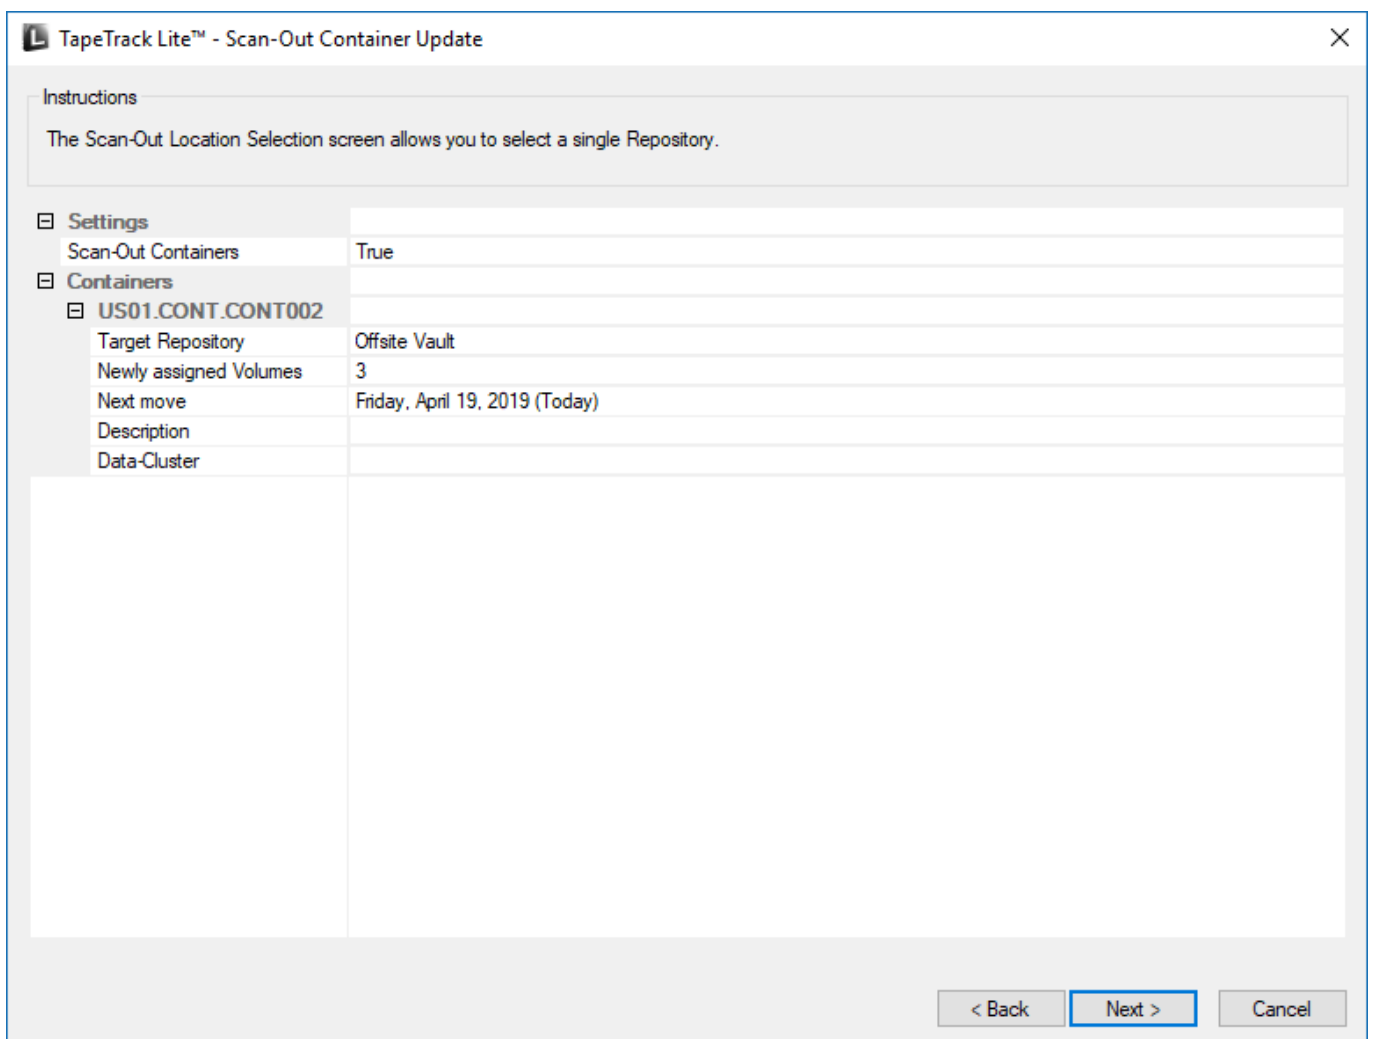 TapeTrack Lite™ - Scan-Out Container Update
Instructions
The Scan-Out Location Selection screen allows you to select a single Repository.
Settings
Scan-Out Containers True
Containers
US01.CONT.CONT002
Target Repository Offsite Vault
Newly assigned Volumes 3
Next move Friday, April 19, 2019 (Today)
Description
Data-Cluster
< Back Next > Cancel